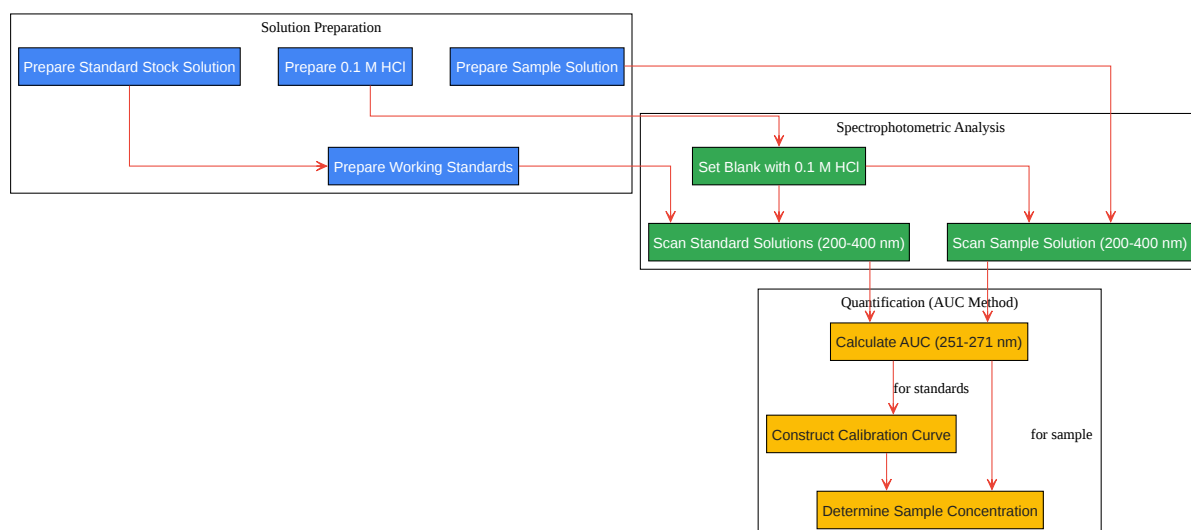 Solution Preparation
Prepare Standard Stock Solution
Prepare 0.1 M HCl
Prepare Sample Solution
Prepare Working Standards
Spectrophotometric Analysis
Set Blank with 0.1 M HCl
Scan Standard Solutions (200-400 nm)
Scan Sample Solution (200-400 nm)
Quantification (AUC Method)
Calculate AUC (251-271 nm)
for standards
Construct Calibration Curve
for sample
Determine Sample Concentration